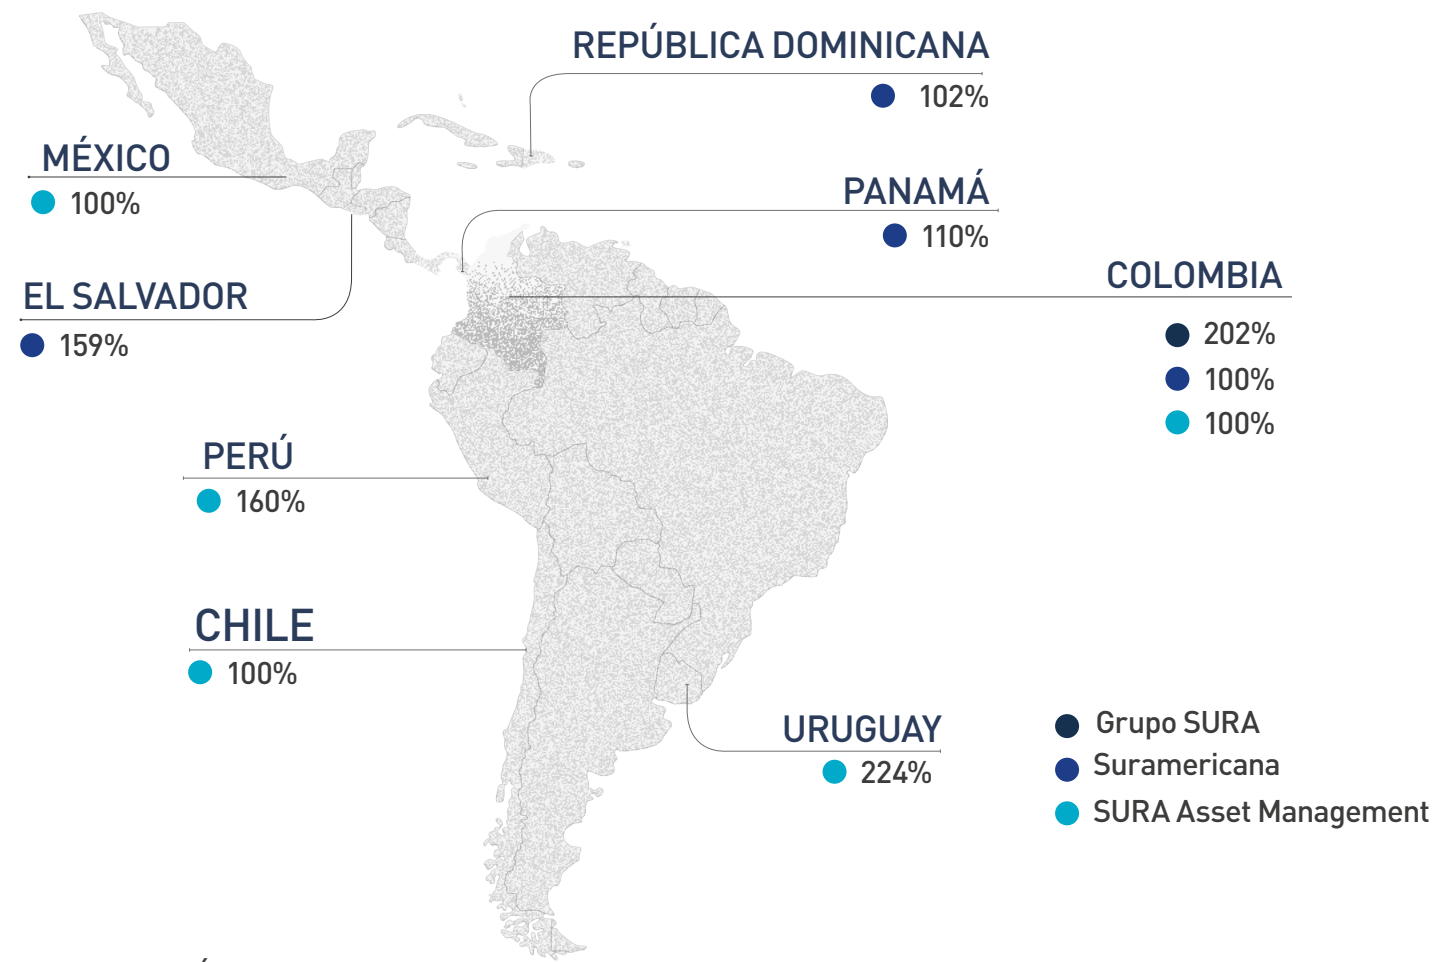 REPÚBLICA DOMINICANA
102%
MÉXICO
100%
PANAMÁ
110%
COLOMBIA
202%
100%
100%
EL SALVADOR
159%
PERÚ
160%
CHILE
100%
URUGUAY
224%
Grupo SURA
Suramericana
SURA Asset Management